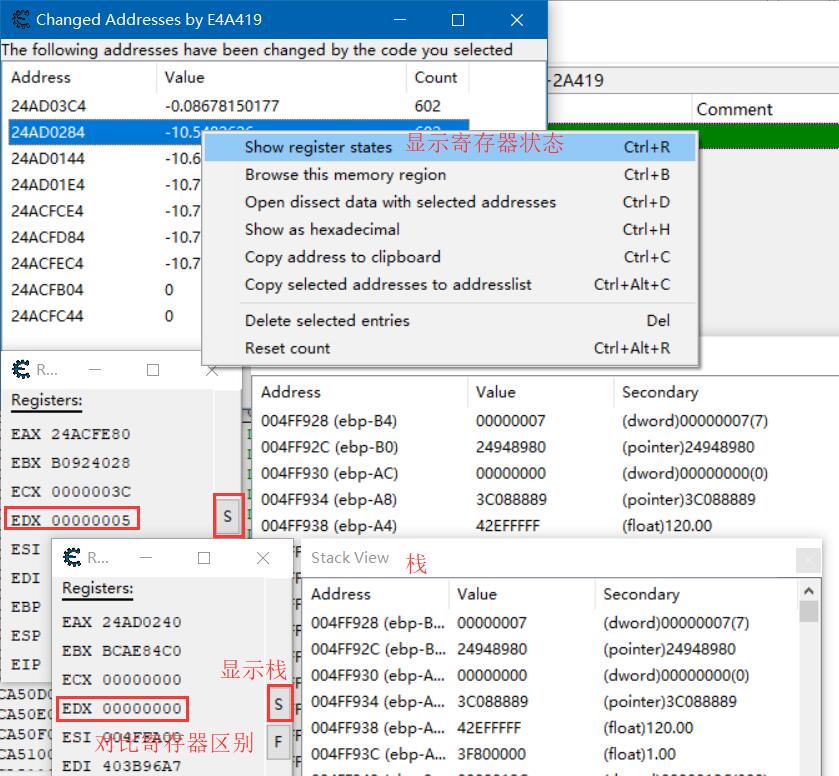 Changed Addresses by E4A419
The following addresses have been changed by the code you selected
Address Value Count
24AD03C4 -0.08678150177 602
24AD0284
24AD0144 -10.6
24AD01E4 -10.7
24ACFCE4 -10.7
24ACFD84 -10.7
24ACFEC4 -10.7
24ACFB04 0
24ACFC44 0
-2A419
Comment
Show register states 显示寄存器状态 Ctrl+R
Browse this memory region Ctrl+B
Open dissect data with selected addresses Ctrl+D
Show as hexadecimal Ctrl+H
Copy address to clipboard Ctrl+C
Copy selected addresses to addresslist Ctrl+Alt+C
Delete selected entries Del
Reset count Ctrl+Alt+R
R...
Registers:
EAX 24ACFE80
EBX B0924028
ECX 0000003C
EDX 00000005
ESI
EDI
EBP
ESP
EIP
S
Address Value Secondary
004FF928 (ebp-B4) 00000007 (dword)00000007(7)
004FF92C (ebp-B0) 24948980 (pointer)24948980
004FF930 (ebp-AC) 00000000 (dword)00000000(0)
004FF934 (ebp-A8) 3C088889 (pointer)3C088889
004FF938 (ebp-A4) 42EFFFFF (float)120.00
CA50D0
CA50E0
CA50F0
CA5100
R...
Registers:
EAX 24AD0240
EBX BCAE84C0
ECX 00000000
EDX 00000000
ESI 004FEA00
EDI 403B96A7
显示栈
S
F
对比寄存器区别
Stack View 栈
Address Value Secondary
004FF928 (ebp-B... 00000007 (dword)00000007(7)
004FF92C (ebp-B... 24948980 (pointer)24948980
004FF930 (ebp-A... 00000000 (dword)00000000(0)
004FF934 (ebp-A... 3C088889 (pointer)3C088889
004FF938 (ebp-A... 42EFFFFF (float)120.00
004FF93C (ebp-A... 3F800000 (float)1.00